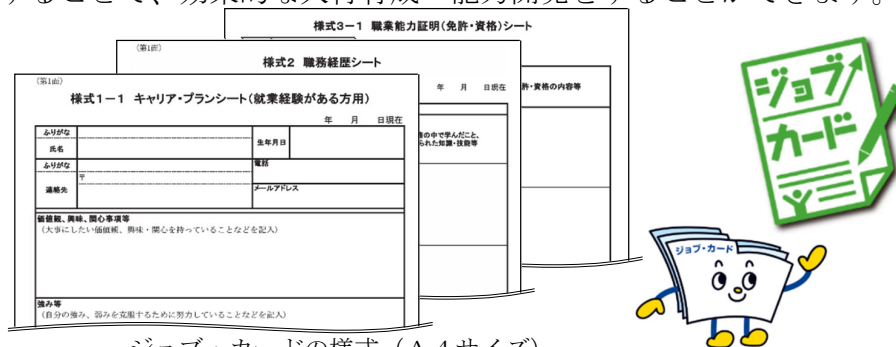 することで、効果的な人材育成・能力開発をすることができます。
様式3－1 職業能力証明(免許・資格)シート
許・資格の内容等
（第1面）
様式2 職務経歴シート
年 月 日現在
務の中で学んだこと、
られた知識・技能等
（第1面）
様式1－1 キャリア・プランシート（就業経験がある方用）
年 月 日現在
ふりがな
氏名
生年月日
ふりがな
電話
連絡先
〒
メールアドレス
価値観、興味、関心事項等
（大事にしたい価値観、興味・関心を持っていることなどを記入）
強み等
（自分の強み、弱みを克服するために努力していることなどを記入）
ジョブ
カード
ジョブ・カード
ジョブ・カードの様式（A4サイズ）